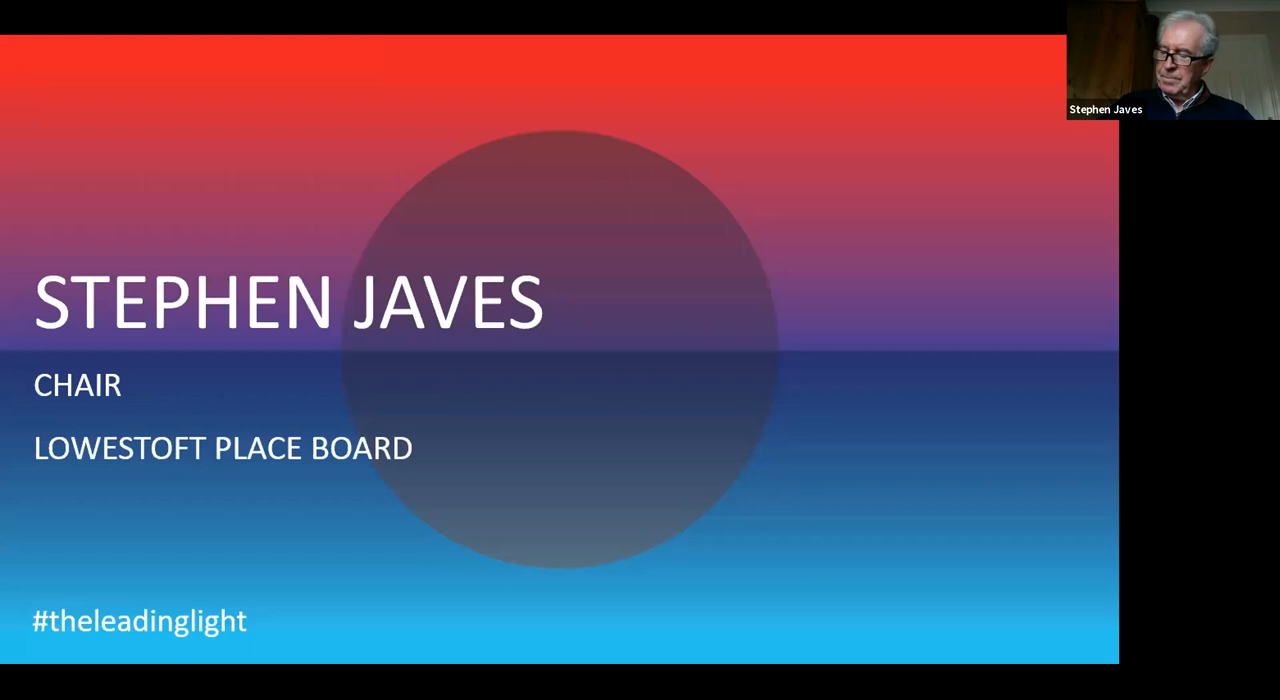 Stephen Javes
STEPHEN JAVES
CHAIR
LOWESTOFT PLACE BOARD
#theleadinglight